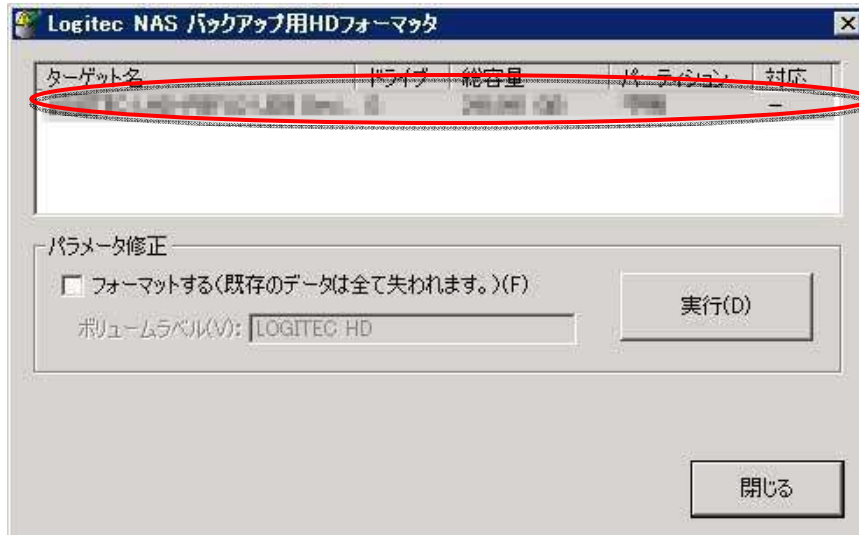 Logitec NAS バックアップ用HDフォーマッタ
ターゲット名 ドライブ 総容量 パーティション 対応
−
パラメータ修正
フォーマットする(既存のデータは全て失われます。)(F)
実行(D)
ボリュームラベル(V): LOGITEC HD
閉じる